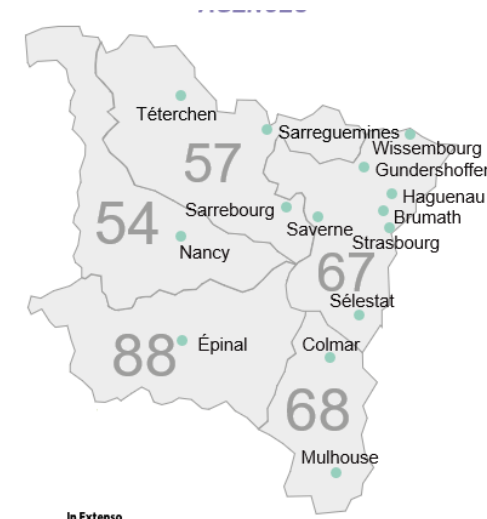 Téterchen
Sarreguemines
Wissembourg
57
Gundershoffen
Haguenau
Sarrebourg
Brumath
54
Saverne
Strasbourg
Nancy
67
Sélestat
88
Épinal
Colmar
68
Mulhouse
In Extenso